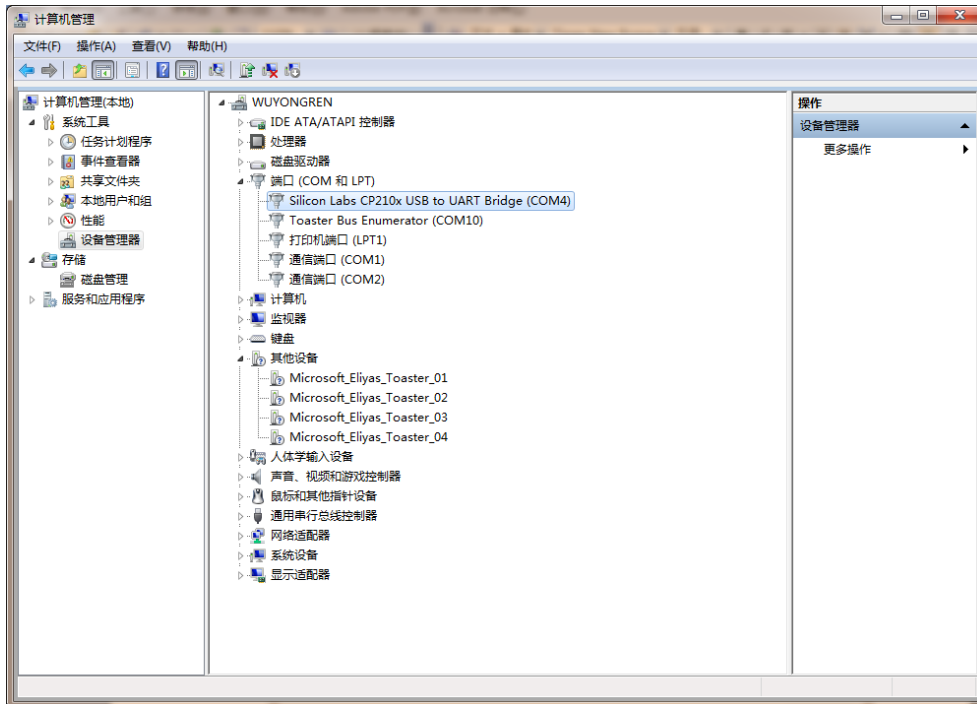 计算机管理
文件(F) 操作(A) 查看(V) 帮助(H)
计算机管理(本地)
系统工具
任务计划程序
事件查看器
共享文件夹
本地用户和组
性能
设备管理器
存储
磁盘管理
服务和应用程序
WUYONGREN
IDE ATA/ATAPI 控制器
处理器
磁盘驱动器
端口 (COM 和 LPT)
Silicon Labs CP210x USB to UART Bridge (COM4)
Toaster Bus Enumerator (COM10)
打印机端口 (LPT1)
通信端口 (COM1)
通信端口 (COM2)
计算机
监视器
键盘
其他设备
Microsoft_Eliyas_Toaster_01
Microsoft_Eliyas_Toaster_02
Microsoft_Eliyas_Toaster_03
Microsoft_Eliyas_Toaster_04
人体学输入设备
声音、视频和游戏控制器
鼠标和其他指针设备
通用串行总线控制器
网络适配器
系统设备
显示适配器
操作
设备管理器
更多操作